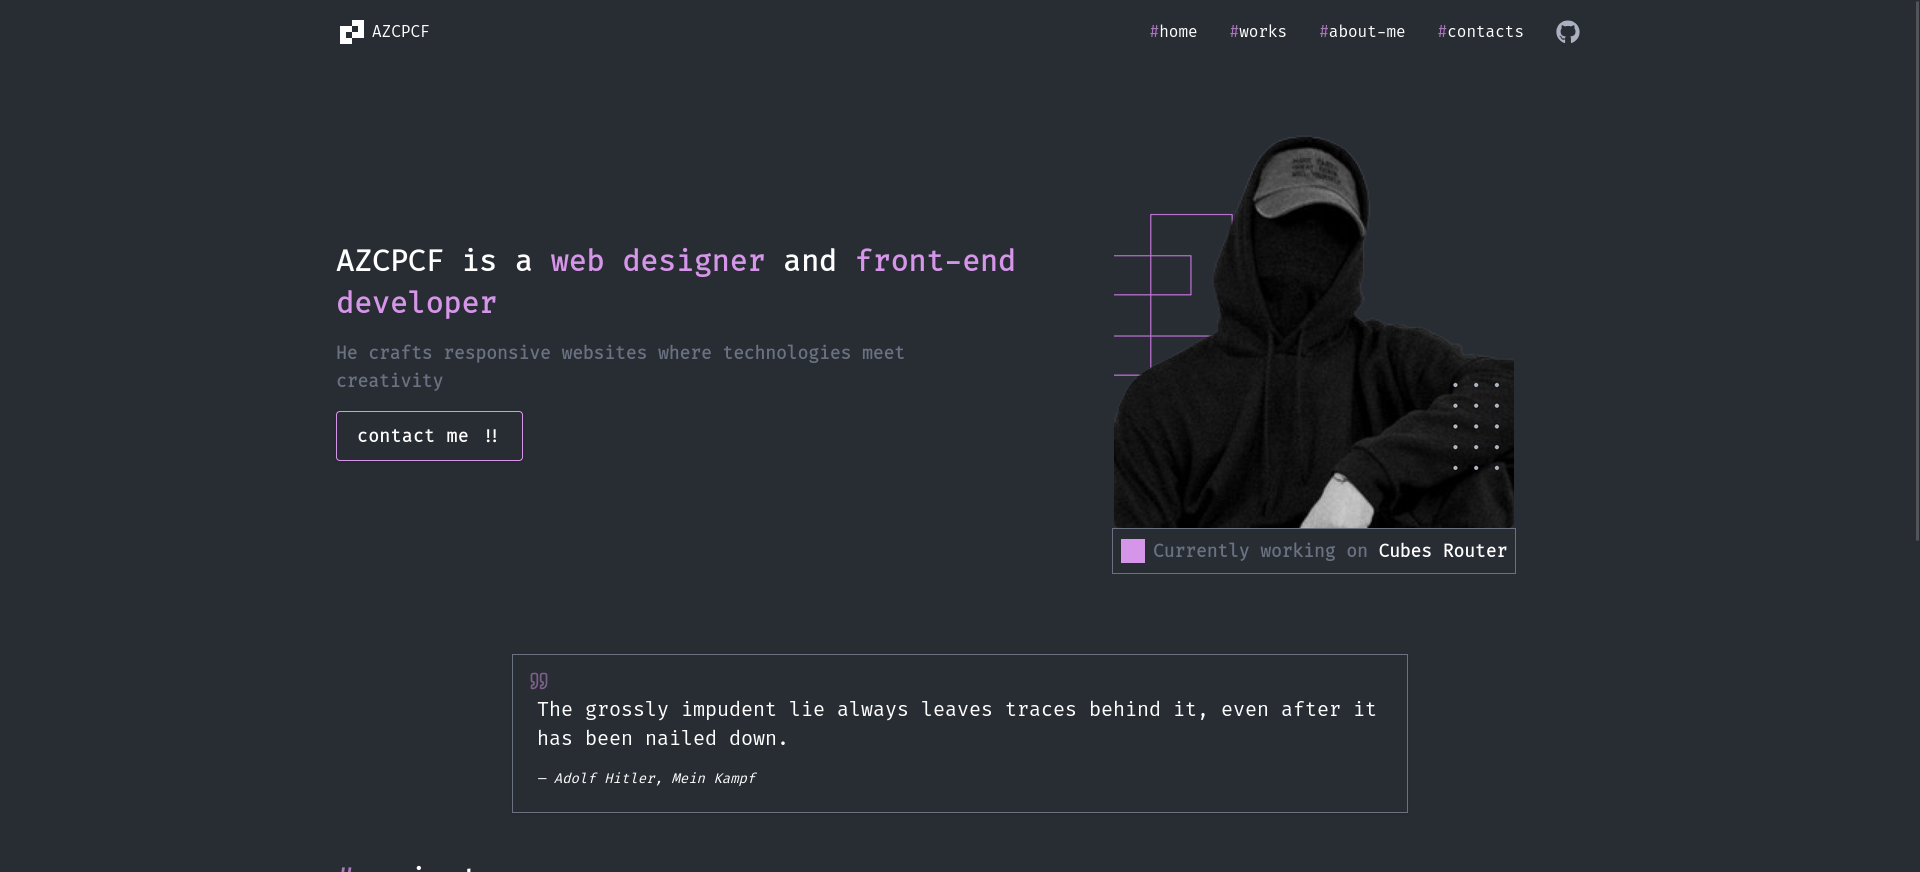 AZCPCF
#home #works #about-me #contacts
AZCPCF is a web designer and front-end
developer
He crafts responsive websites where technologies meet
creativity
contact me !!
Currently working on Cubes Router
The grossly impudent lie always leaves traces behind it, even after it
has been nailed down.
— Adolf Hitler, Mein Kampf